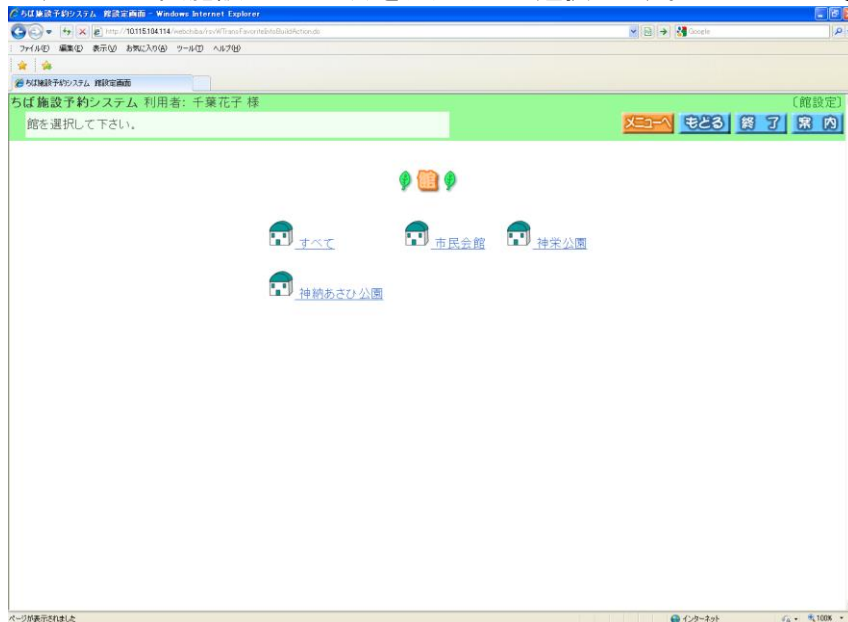 ちば施設予約システム 館設定画面 - Windows Internet Explorer
Google
ファイル(F) 編集(E) 表示(V) お気に入り(A) ツール(T) ヘルプ(H)
ちば施設予約システム 館設定画面
ちば施設予約システム 利用者: 千葉花子 様
〔館設定〕
館を選択して下さい。
メニューへ もどる 終了 案内
すべて 市民会館 神栄公園
神納あさひ公園
ページが表示されました
インターネット
100%